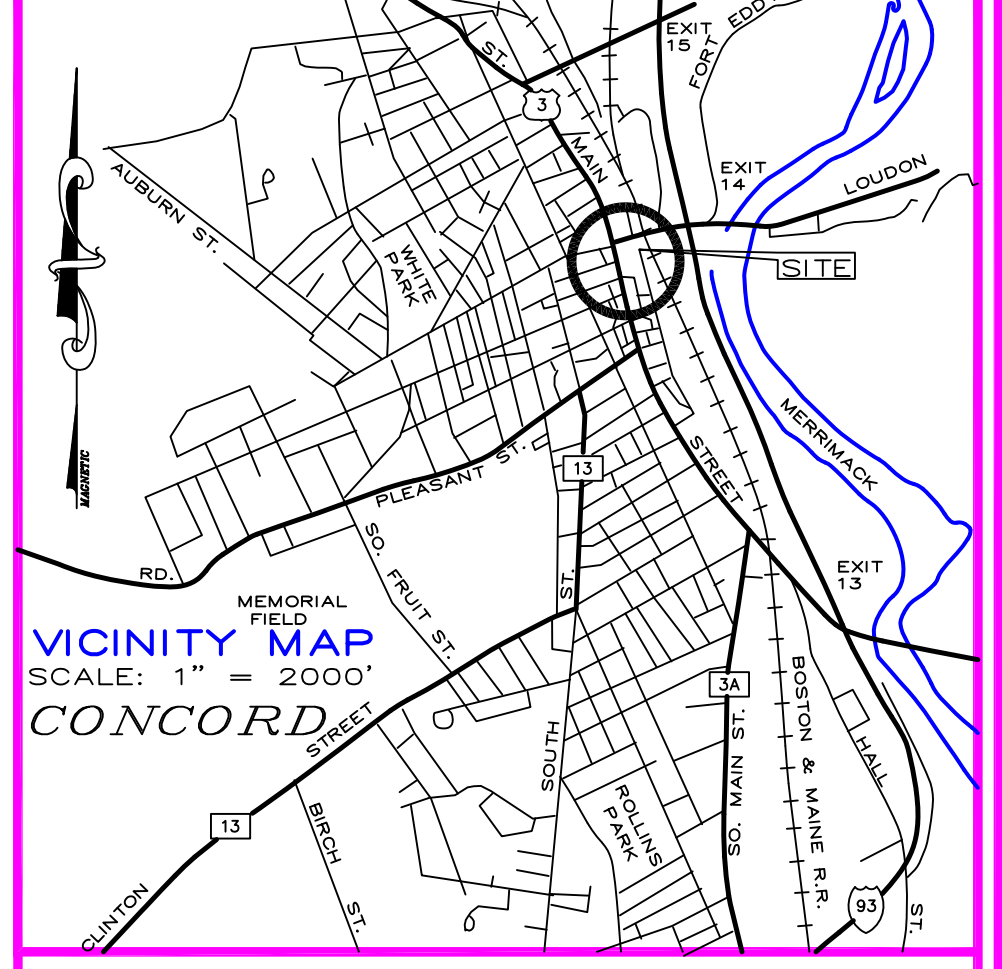 EXIT
15
FORT
EDDY
ST.
3
MAIN
EXIT
14
LOUDON
AUBURN ST.
WHITE
PARK
SITE
MAGNETIC
MERRIMACK
STREET
13
PLEASANT ST.
RD.
SO. FRUIT ST.
ST.
EXIT
13
MEMORIAL
FIELD
VICINITY MAP
SCALE: 1" = 2000'
CONCORD
STREET
3A
BOSTON & MAINE R.R.
SOUTH
SO. MAIN ST.
HALL
13
BIRCH
ST.
ROLLINS
PARK
CLINTON
93
ST.